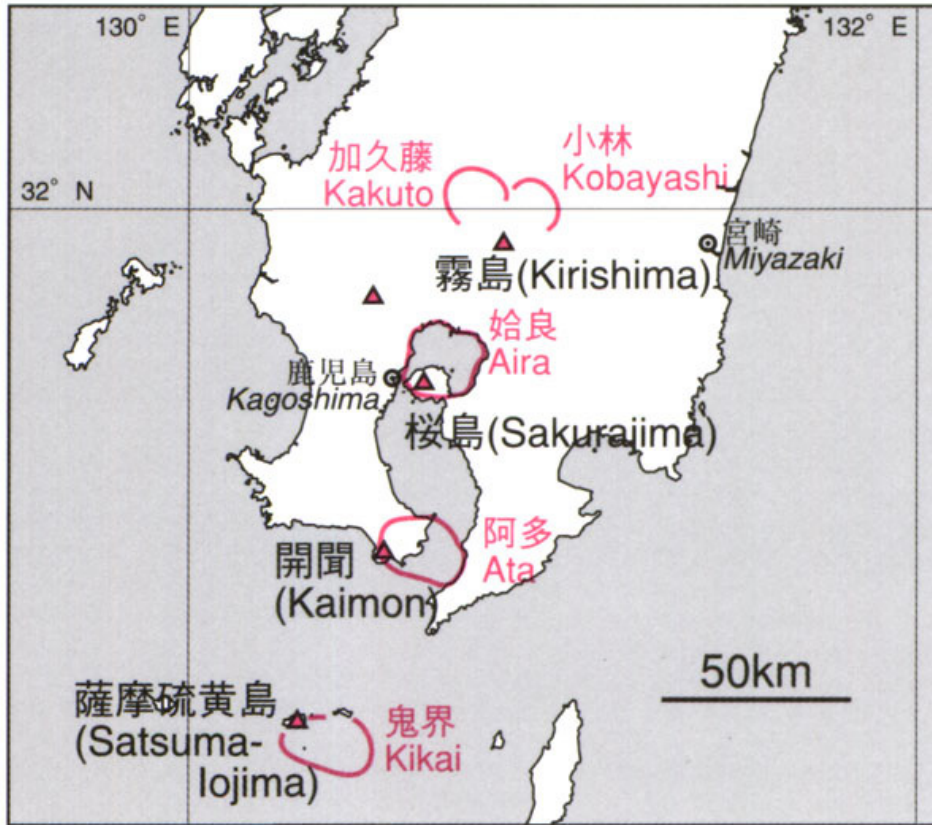 130° E
132° E
加久藤
Kakuto
小林
Kobayashi
32° N
宮崎
Miyazaki
霧島(Kirishima)
姶良
Aira
鹿児島
Kagoshima
桜島(Sakurajima)
阿多
Ata
開聞
(Kaimon)
50km
薩摩硫黄島
(Satsuma-
Iojima)
鬼界
Kikai